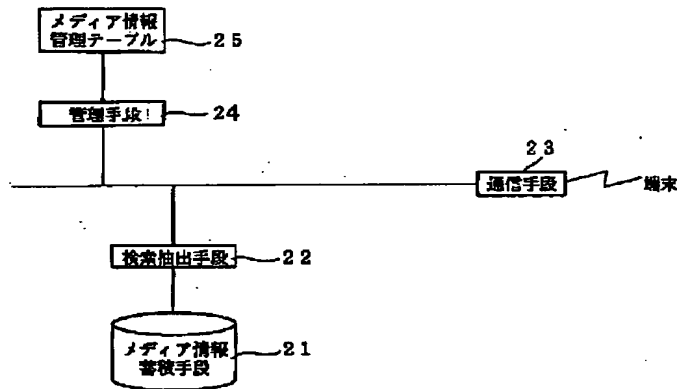 メディア情報
管理テーブル
25
管理手段
24
23
通信手段
端末
検索抽出手段
22
メディア情報
蓄積手段
21